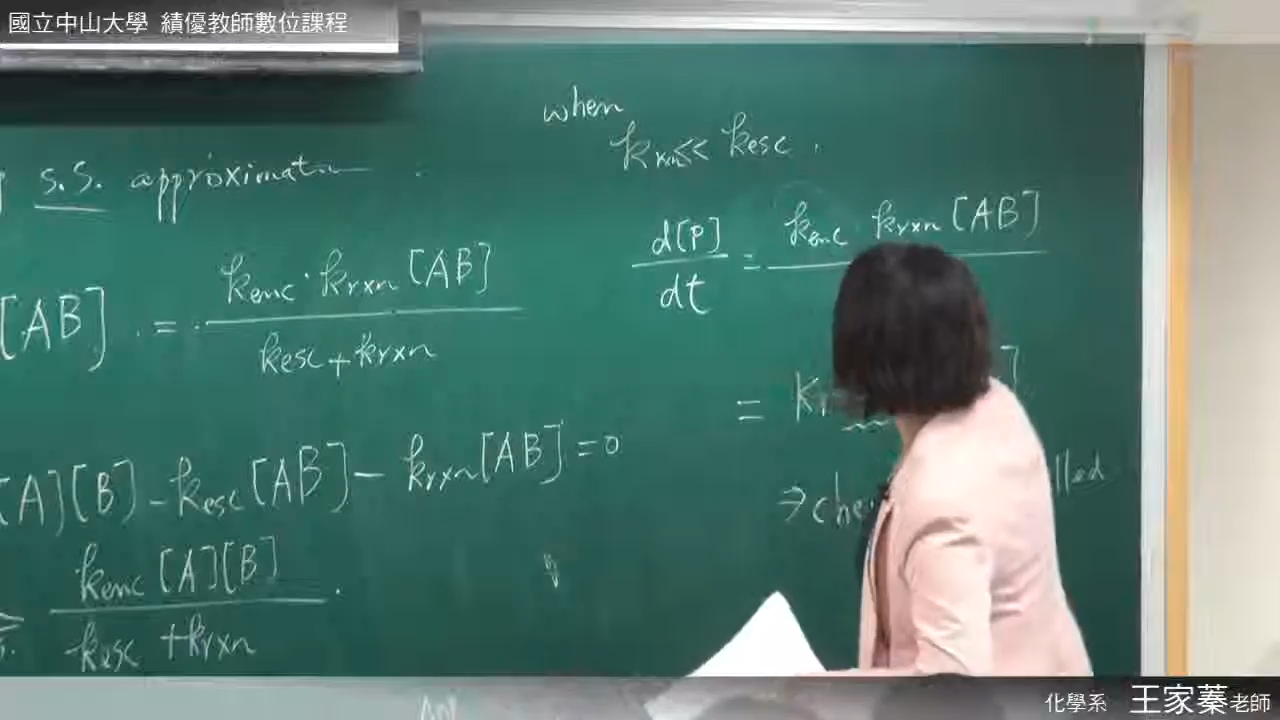 國立中山大學 績優教師數位課程
s.s. approximation
[AB] = kenc · krxn [AB]
kesc + krxn
[A][B] - kesc [AB] - krxn [AB] = 0
kenc [A][B]
kesc + krxn
when
krxn << kesc.
d[P] = kenc · krxn [AB]
dt
=
⇒
化學系 王家蓁老師